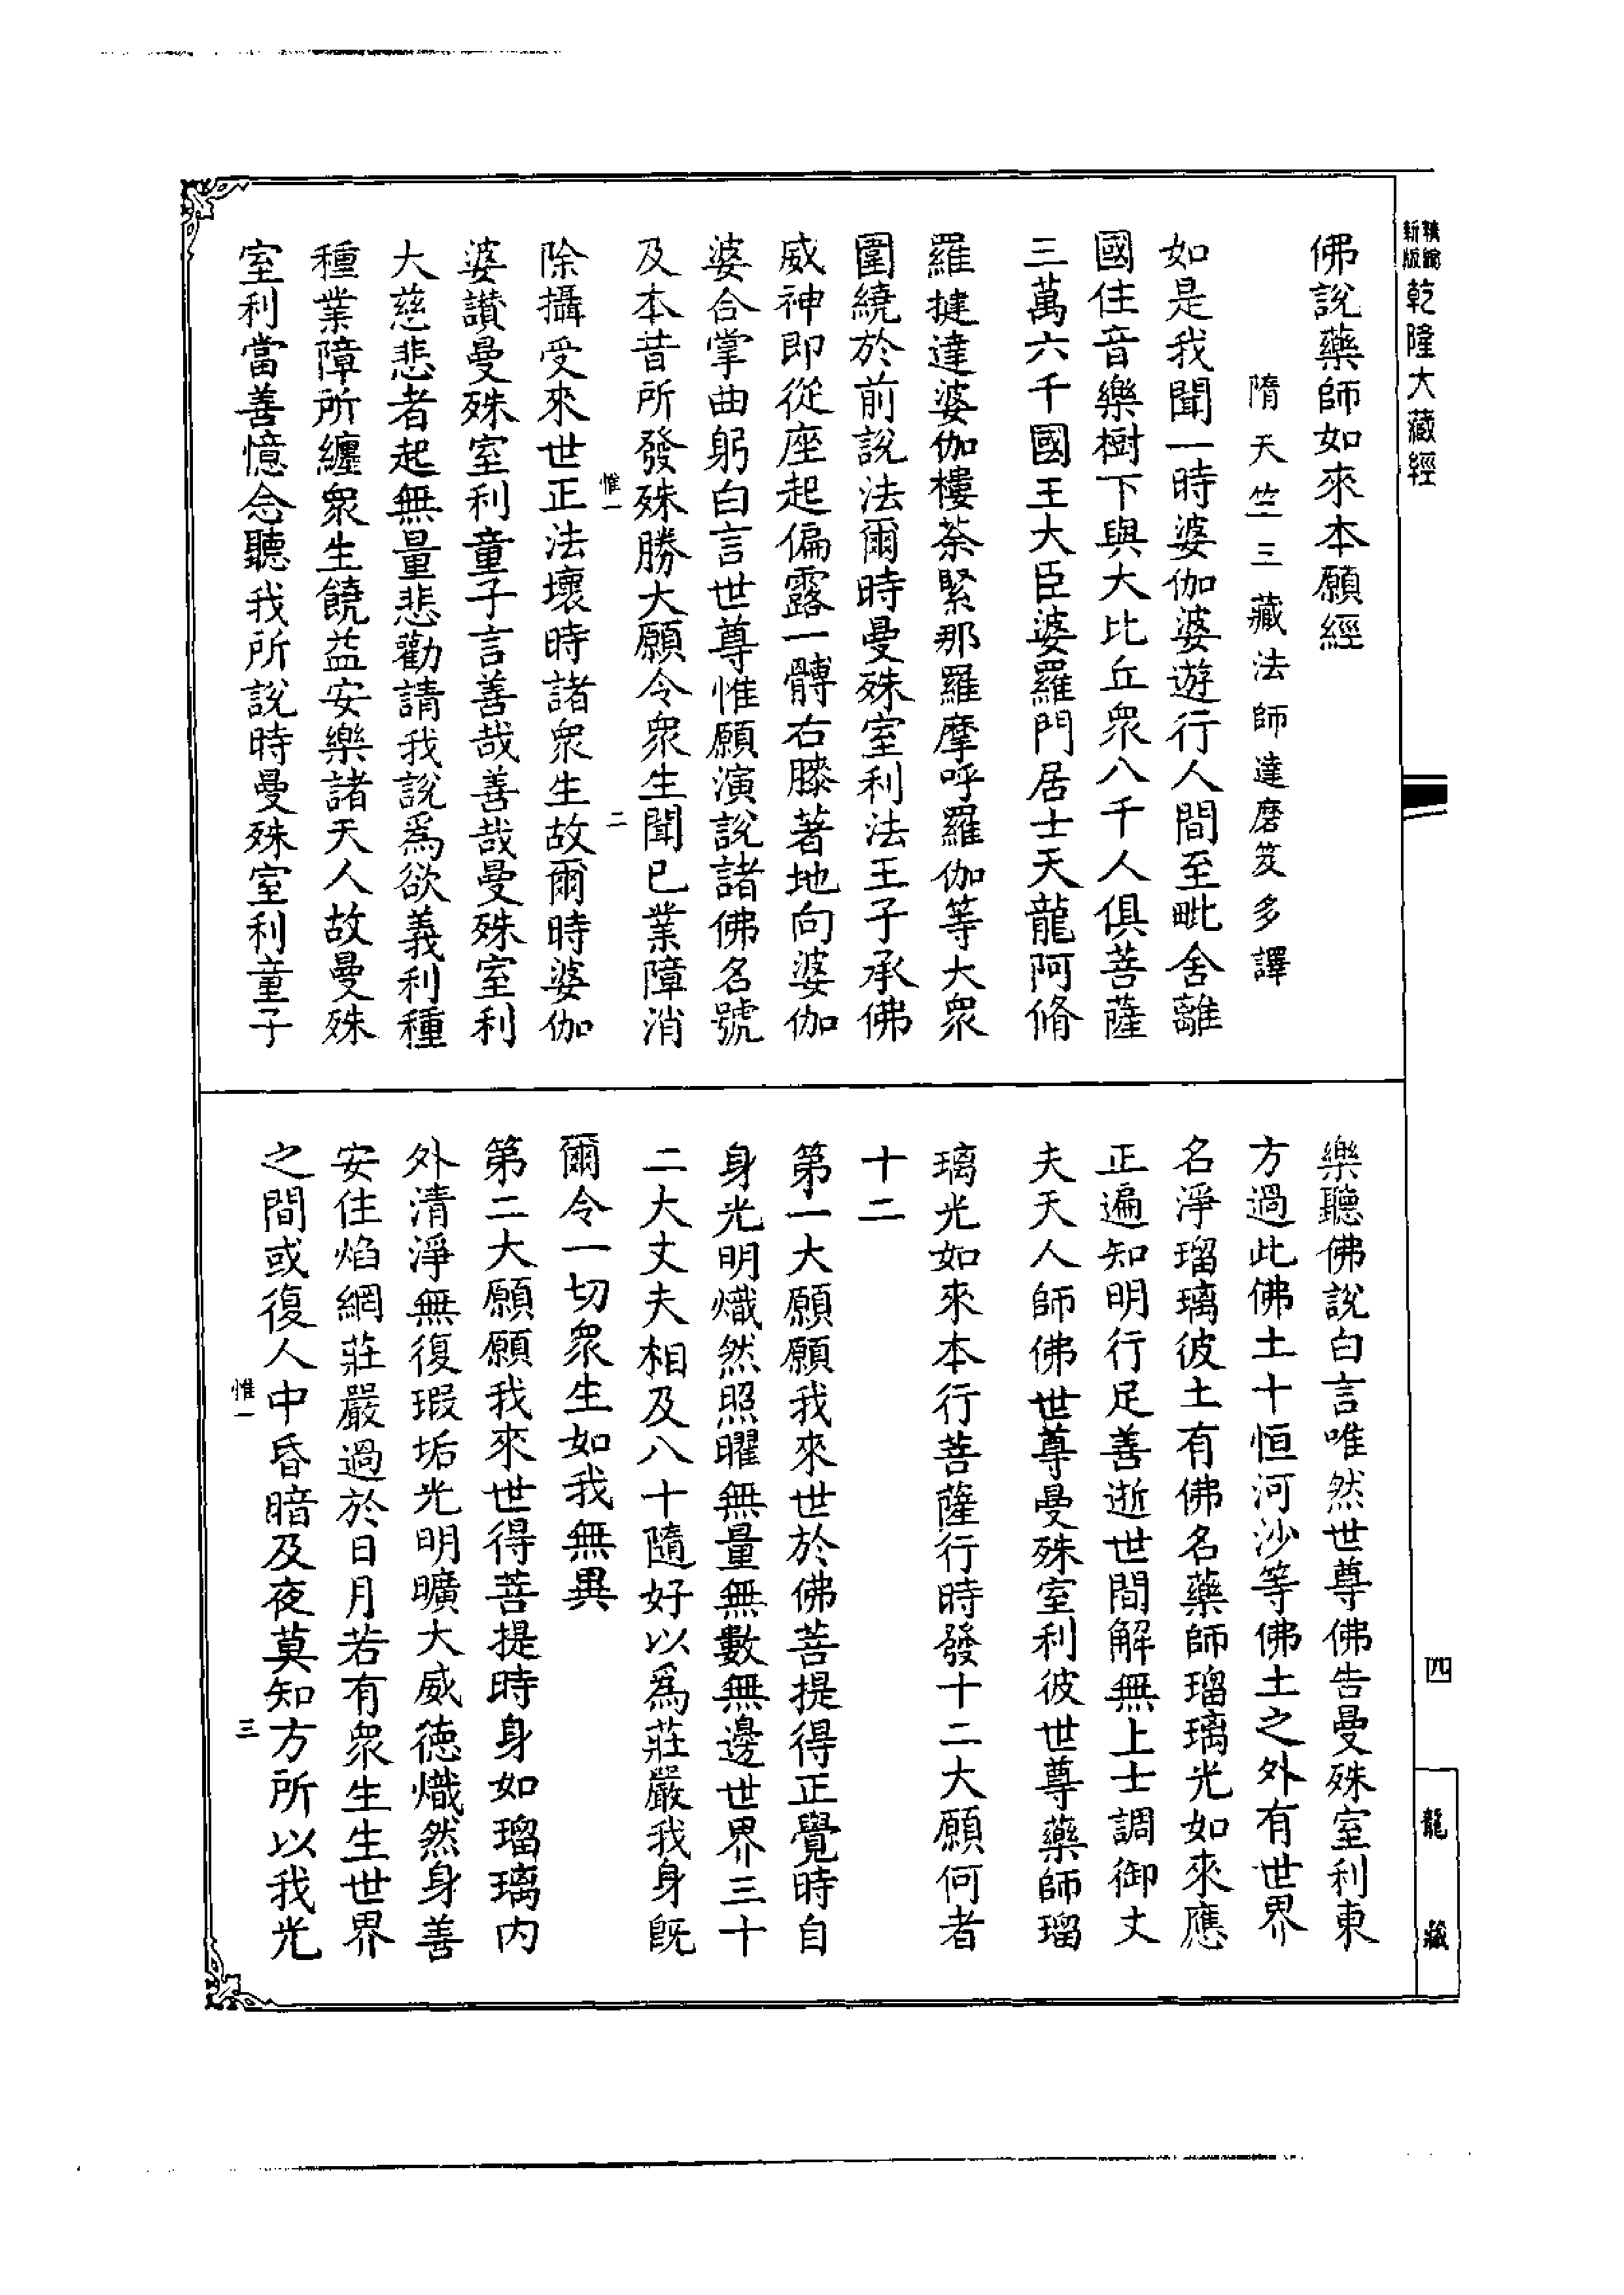 新版
乾隆大藏經
四
龍藏
佛說藥師如來本願經
隋天竺三藏法師達磨笈多譯
如是我聞一時婆伽婆遊行人間至毗舍離
國住音樂樹下與大比丘衆八千人俱菩薩
三萬六千國王大臣婆羅門居士天龍阿脩
羅揵達婆伽樓荼緊那羅摩呼羅伽等大衆
圍繞於前說法爾時曼殊室利法王子承佛
威神即從座起偏露一髆右膝著地向婆伽
婆合掌曲躬白言世尊惟願演說諸佛名號
及本昔所發殊勝大願令衆生聞已業障消
惟一
二
除攝受來世正法壞時諸衆生故爾時婆伽
婆讚曼殊室利童子言善哉善哉曼殊室利
大慈悲者起無量悲勸請我說爲欲義利種
種業障所纏衆生饒益安樂諸天人故曼殊
室利當善憶念聽我所說時曼殊室利童子
樂聽佛說白言唯然世尊佛告曼殊室利東
方過此佛土十恒河沙等佛土之外有世界
名淨瑠璃彼土有佛名藥師瑠璃光如來應
正遍知明行足善逝世間解無上士調御丈
夫天人師佛世尊曼殊室利彼世尊藥師瑠
璃光如來本行菩薩行時發十二大願何者
十二
第一大願願我來世於佛菩提得正覺時自
身光明熾然照曜無量無數無邊世界三十
二大丈夫相及八十隨好以爲莊嚴我身旣
爾令一切衆生如我無異
第二大願願我來世得菩提時身如瑠璃內
外清淨無復瑕垢光明曠大威德熾然身善
安住焰網莊嚴過於日月若有衆生生世界
之間或復人中昏暗及夜莫知方所以我光
惟一
三